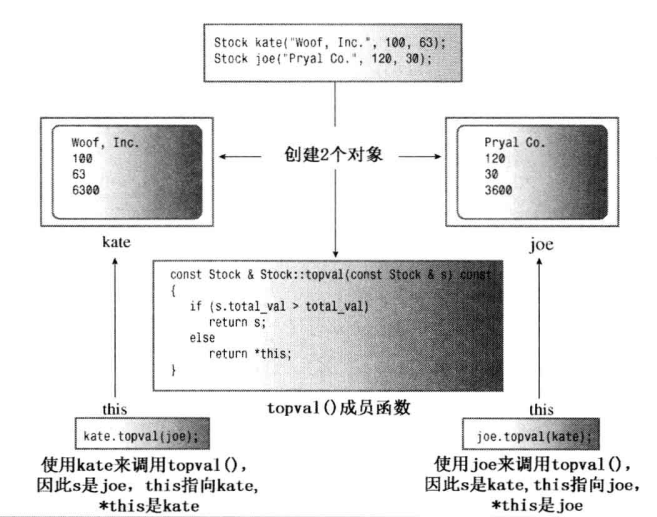 Stock kate("Woof, Inc.", 100, 63);
Stock joe("Pryal Co.", 120, 30);
Woof, Inc.
100
63
6300
kate
创建2个对象
Pryal Co.
120
30
3600
joe
const Stock & Stock::topval(const Stock & s) const
{
if (s.total_val > total_val)
return s;
else
return *this;
}
topval()成员函数
this
kate.topval(joe);
使用kate来调用topval(),
因此s是joe, this指向kate,
*this是kate
this
joe.topval(kate);
使用joe来调用topval(),
因此s是kate,this指向joe,
*this是joe